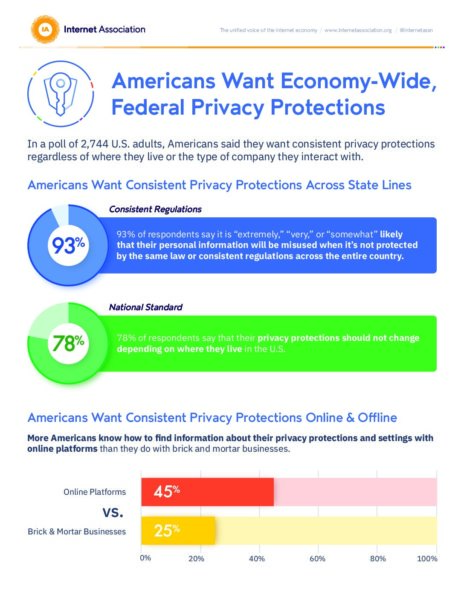 IA
Internet Association
The unified voice of the internet economy / www.internetassociation.org / @internetassn
Americans Want Economy-Wide,
Federal Privacy Protections
In a poll of 2,744 U.S. adults, Americans said they want consistent privacy protections
regardless of where they live or the type of company they interact with.
Americans Want Consistent Privacy Protections Across State Lines
Consistent Regulations
93%
93% of respondents say it is “extremely,” “very,” or “somewhat” likely
that their personal information will be misused when it’s not protected
by the same law or consistent regulations across the entire country.
National Standard
78%
78% of respondents say that their privacy protections should not change
depending on where they live in the U.S.
Americans Want Consistent Privacy Protections Online & Offline
More Americans know how to find information about their privacy protections and settings with
online platforms than they do with brick and mortar businesses.
Online Platforms
45%
VS.
Brick & Mortar Businesses
25%
0% 20% 40% 60% 80% 100%